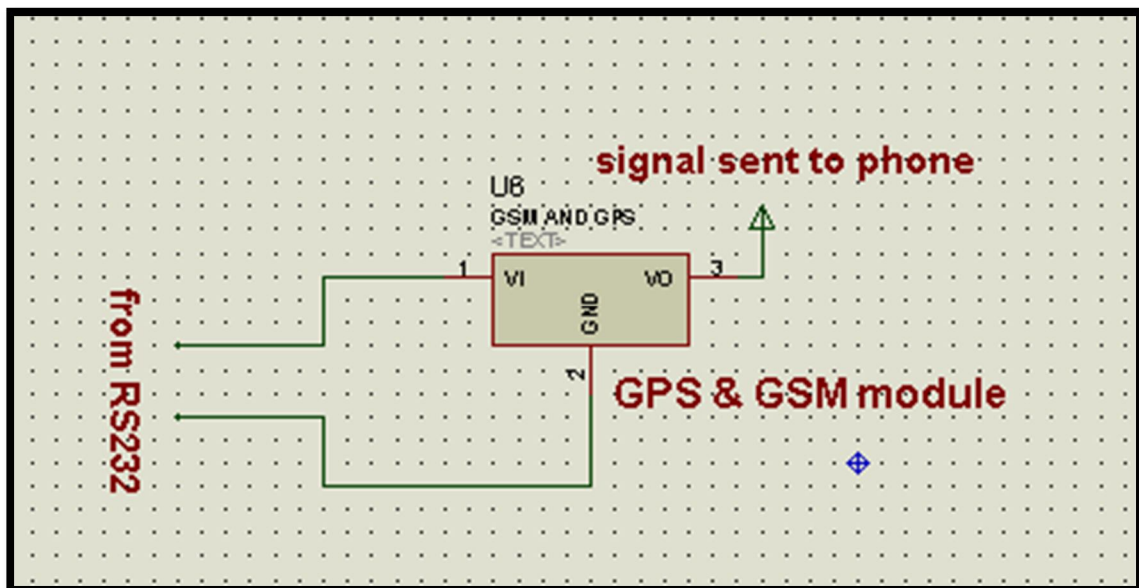 signal sent to phone
U6
GSM AND GPS
<TEXT>
1
VI
VO
3
GND
2
from RS232
GPS & GSM module